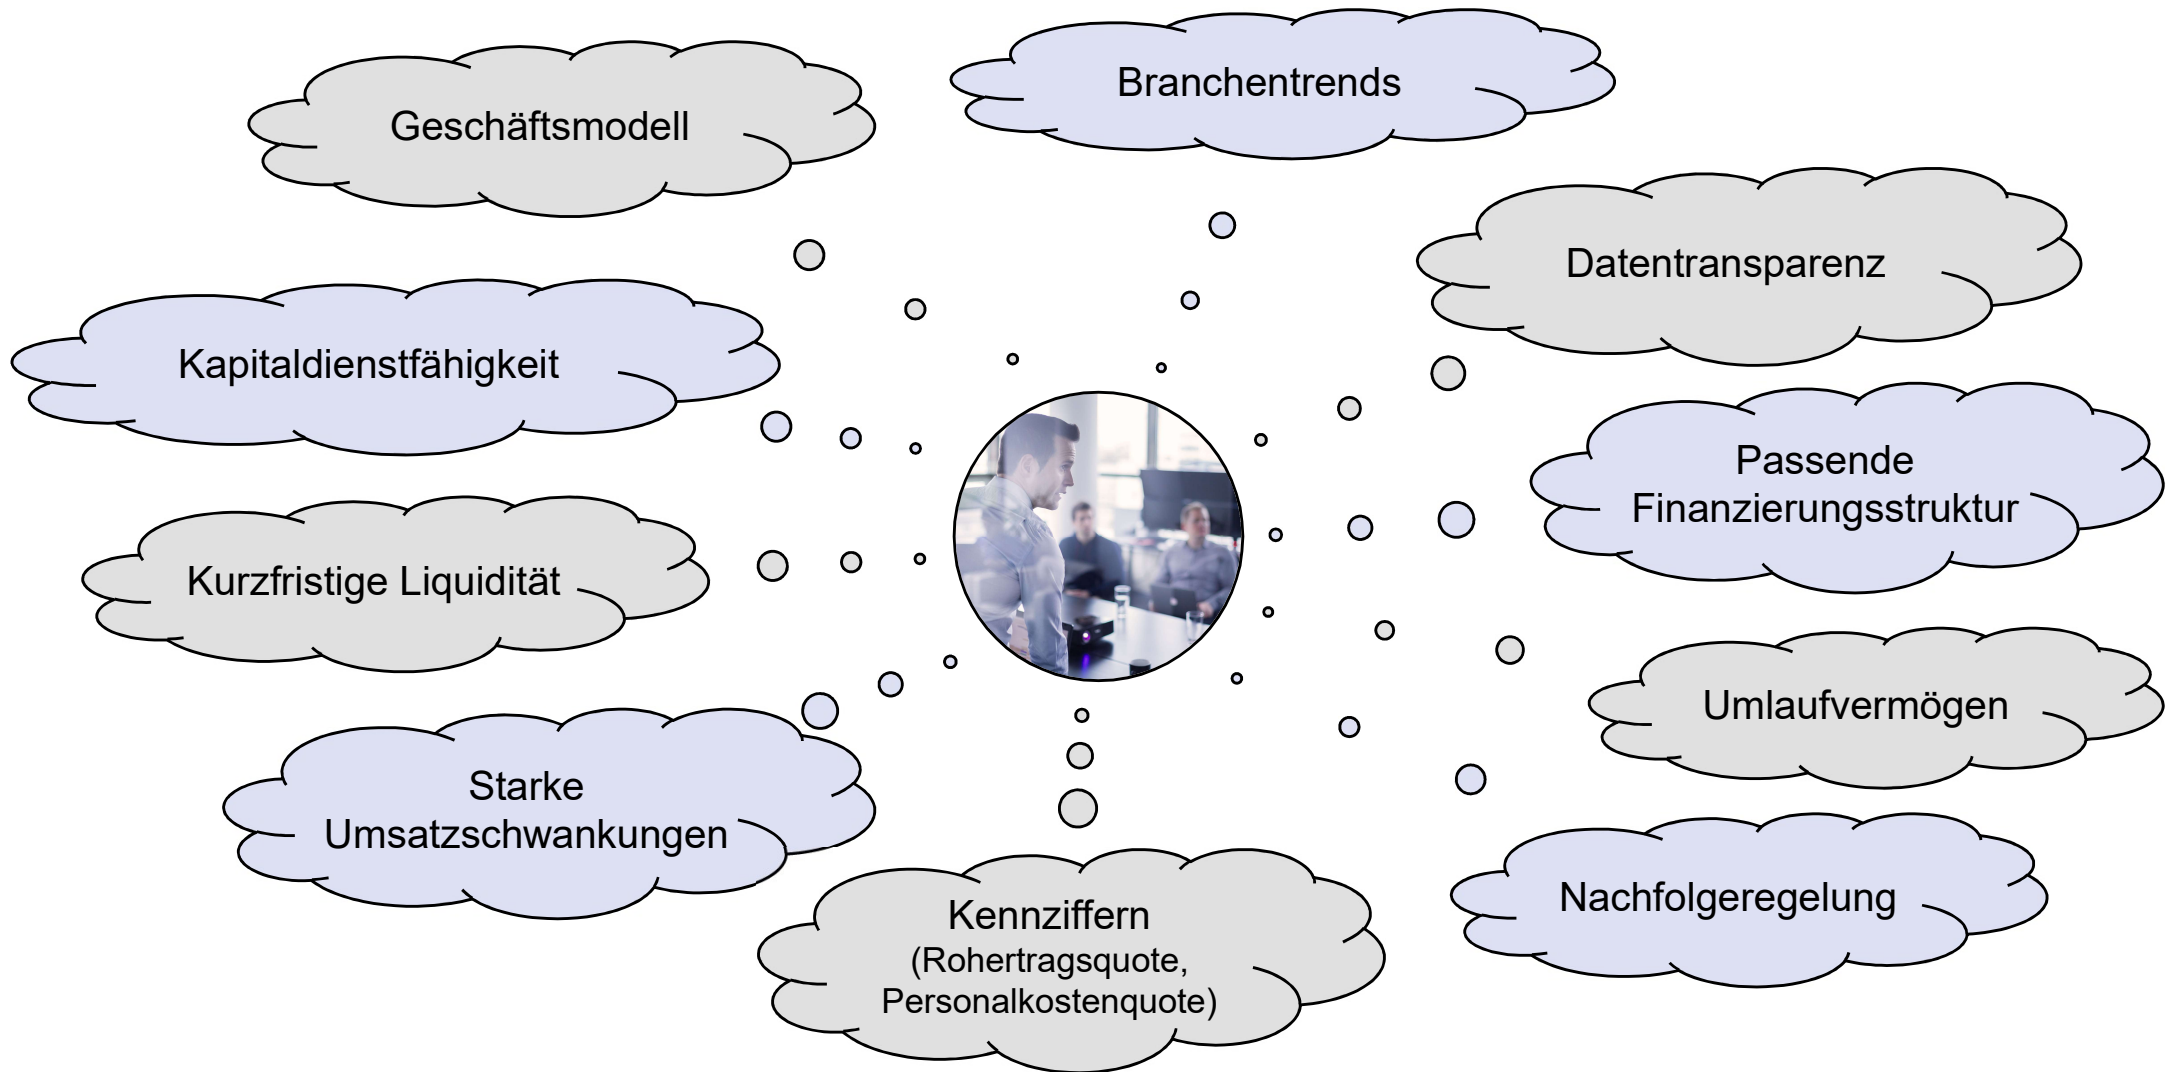 Geschäftsmodell
Branchentrends
Datentransparenz
Kapitaldienstfähigkeit
Passende
Finanzierungsstruktur
Kurzfristige Liquidität
Umlaufvermögen
Starke
Umsatzschwankungen
Nachfolgeregelung
Kennziffern
(Rohertragsquote,
Personalkostenquote)